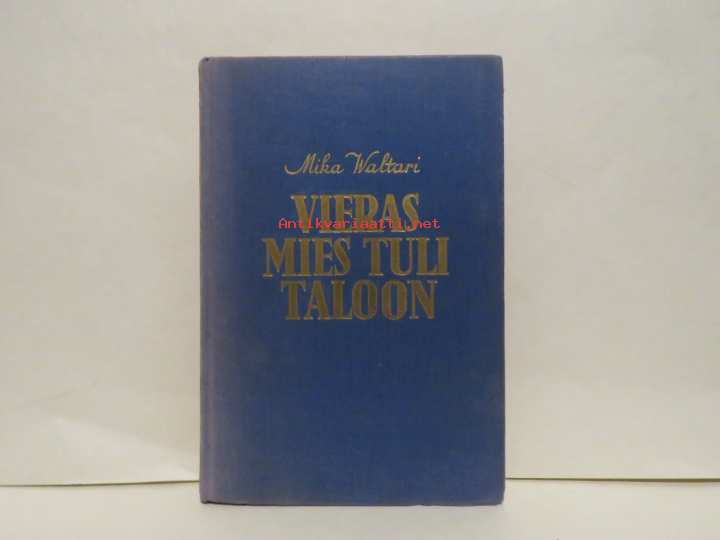 Mika Waltari
VIERAS
Antikvariaatti.net
MIES TULI
TALOON